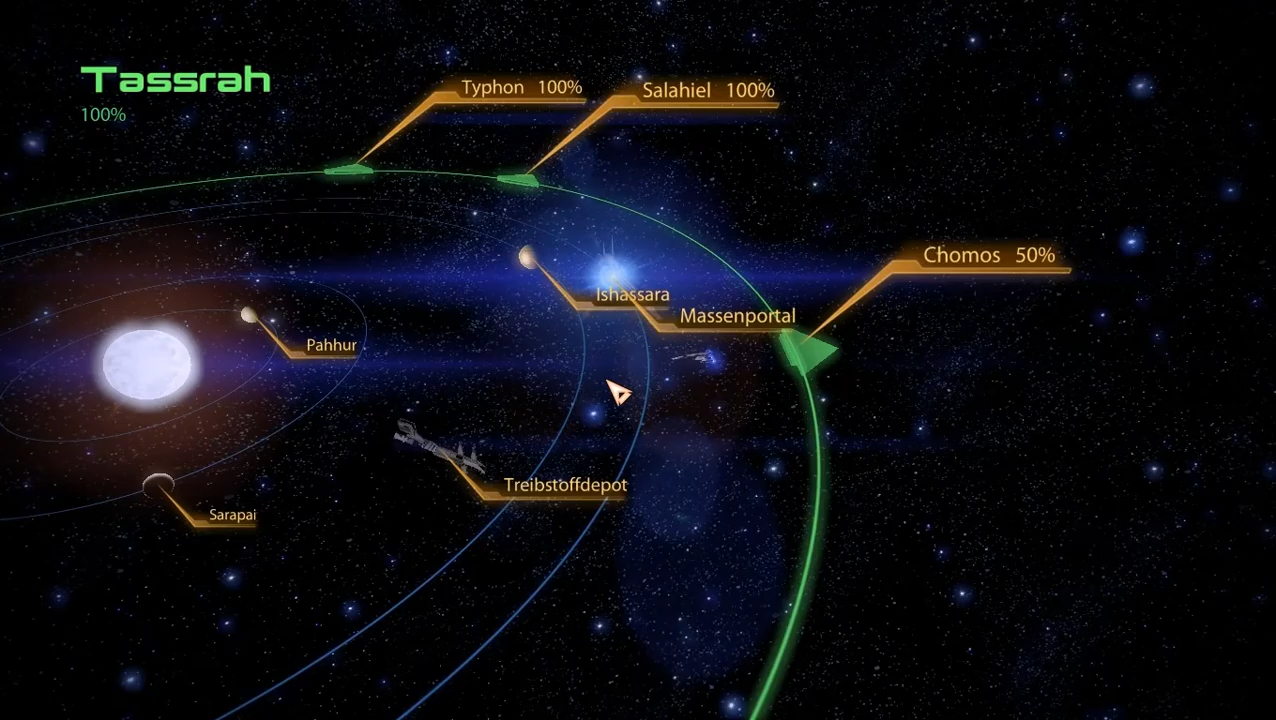 Tassrah
100%
Typhon 100%
Salahiel 100%
Chomos 50%
Ishassara
Massenportal
Pahhur
Treibstoffdepot
Sarapai